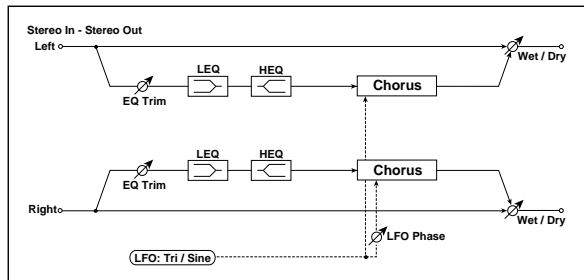 Stereo In - Stereo Out
Left
Wet / Dry
EQ Trim
LEQ
HEQ
Chorus
LEQ
HEQ
Chorus
EQ Trim
Right
Wet / Dry
LFO Phase
LFO: Tri / Sine